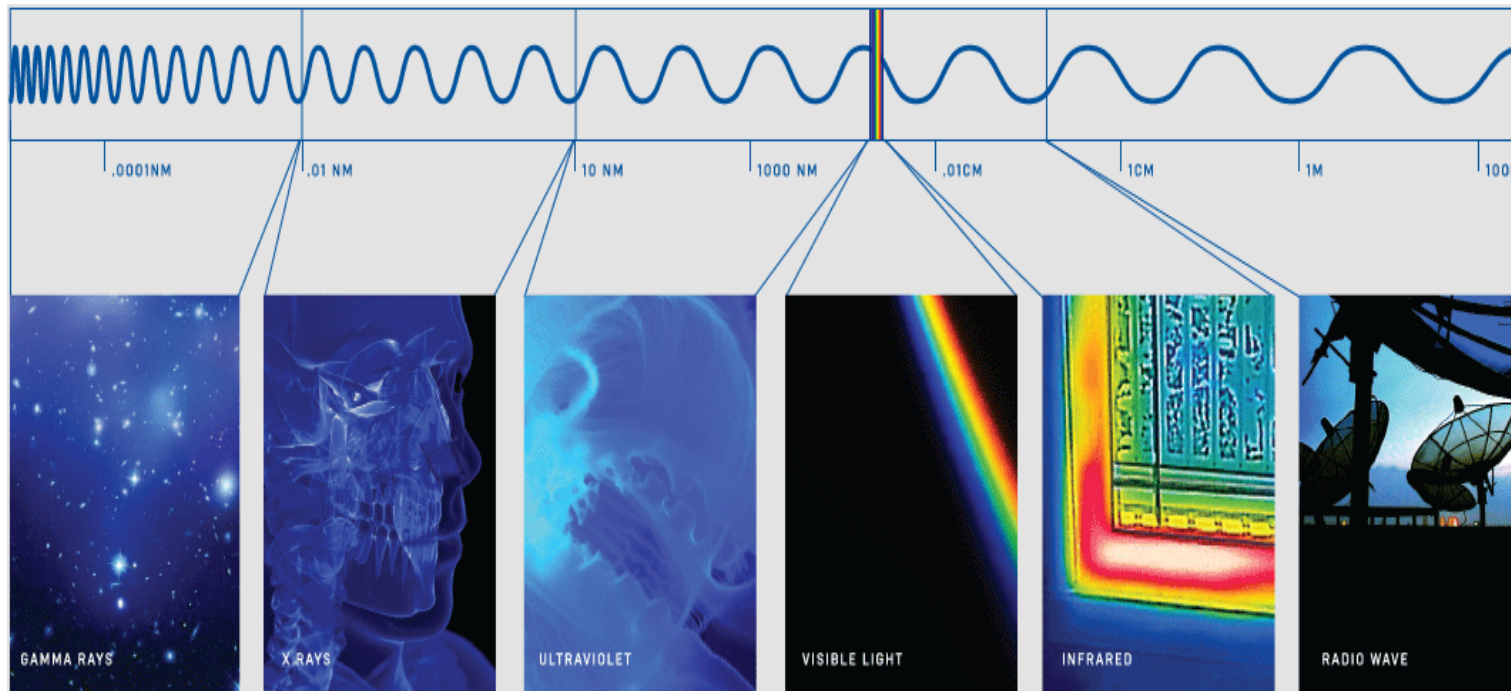 .0001NM
.01 NM
10 NM
1000 NM
.01CM
1CM
1M
100
GAMMA RAYS
X RAYS
ULTRAVIOLET
VISIBLE LIGHT
INFRARED
RADIO WAVE